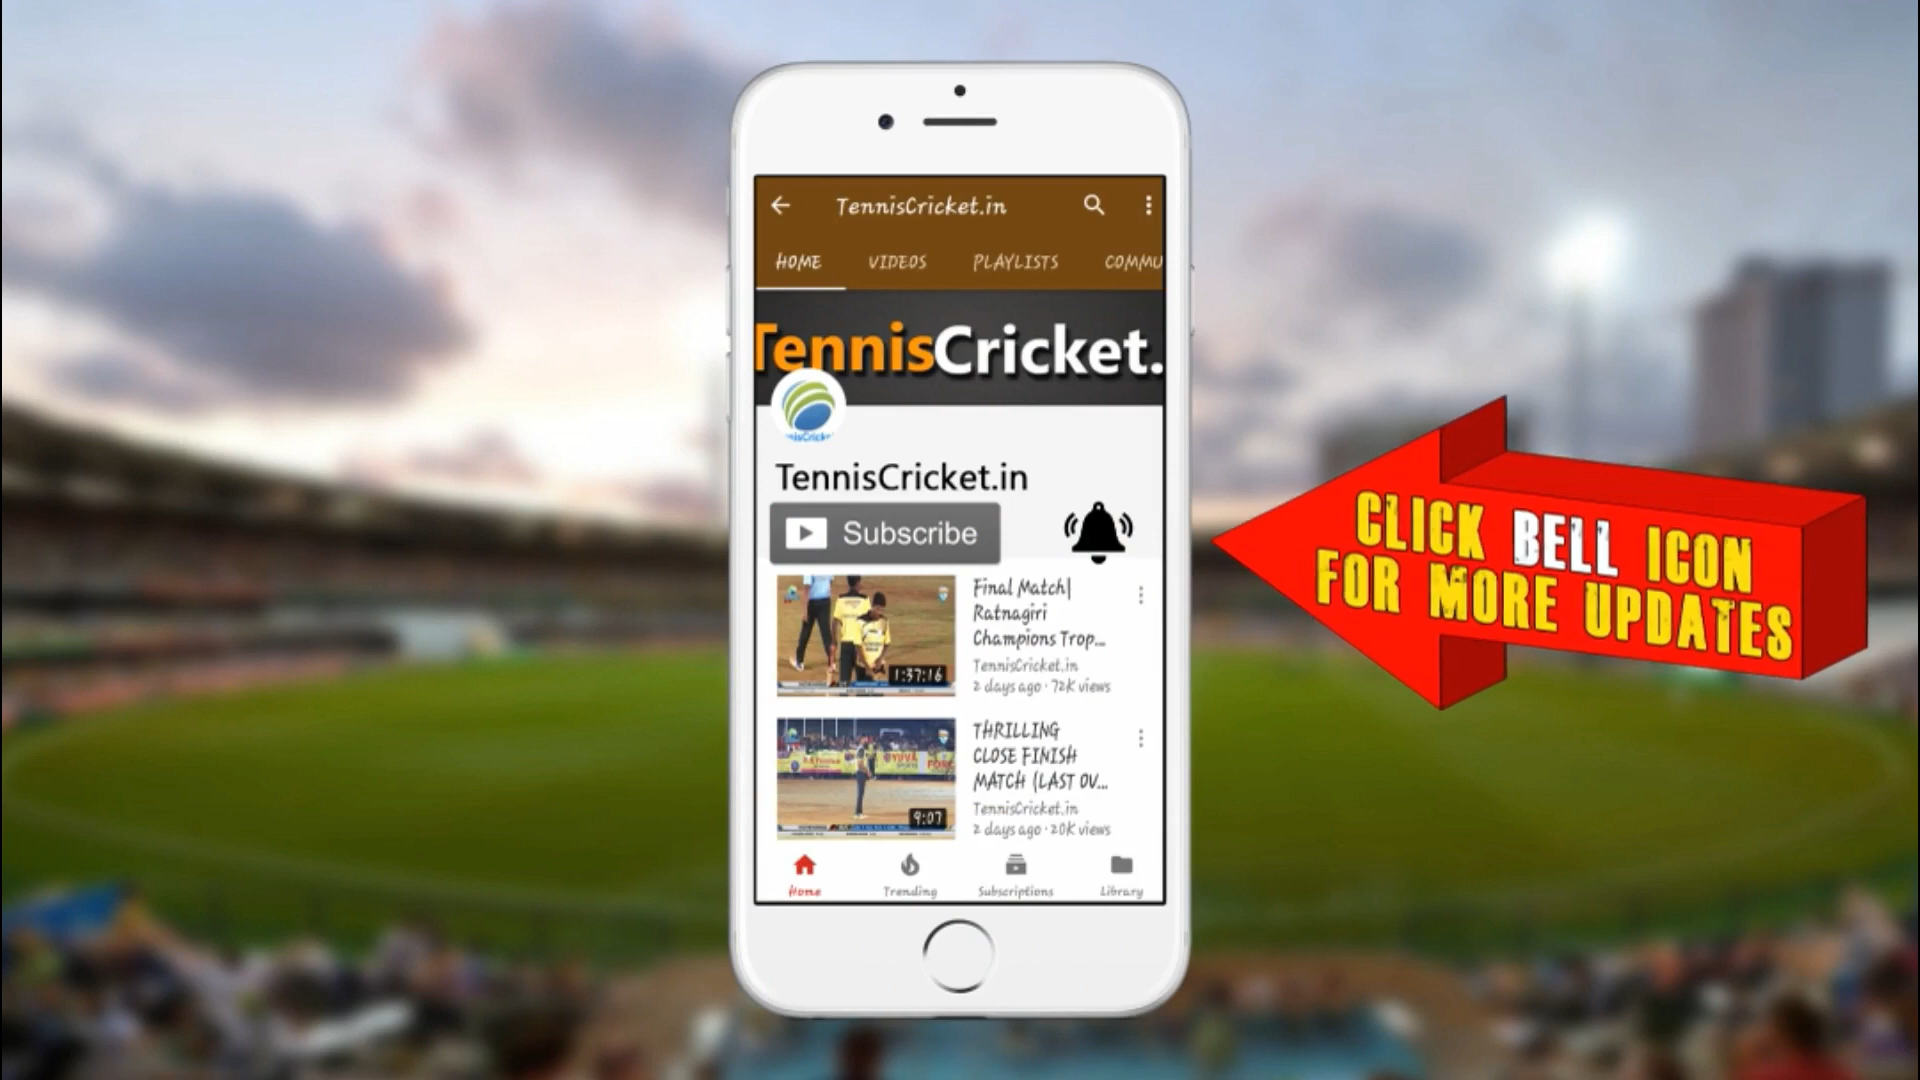 TennisCricket.in
HOME VIDEOS PLAYLISTS COMMU
TennisCricket.
TennisCricket.in
Subscribe
Final Match|
Ratnagiri
Champions Trop...
TennisCricket.in
2 days ago · 72K views
1:37:16
THRILLING
CLOSE FINISH
MATCH (LAST OV...
TennisCricket.in
2 days ago · 20K views
9:07
Home Trending Subscriptions Library
CLICK BELL ICON
FOR MORE UPDATES